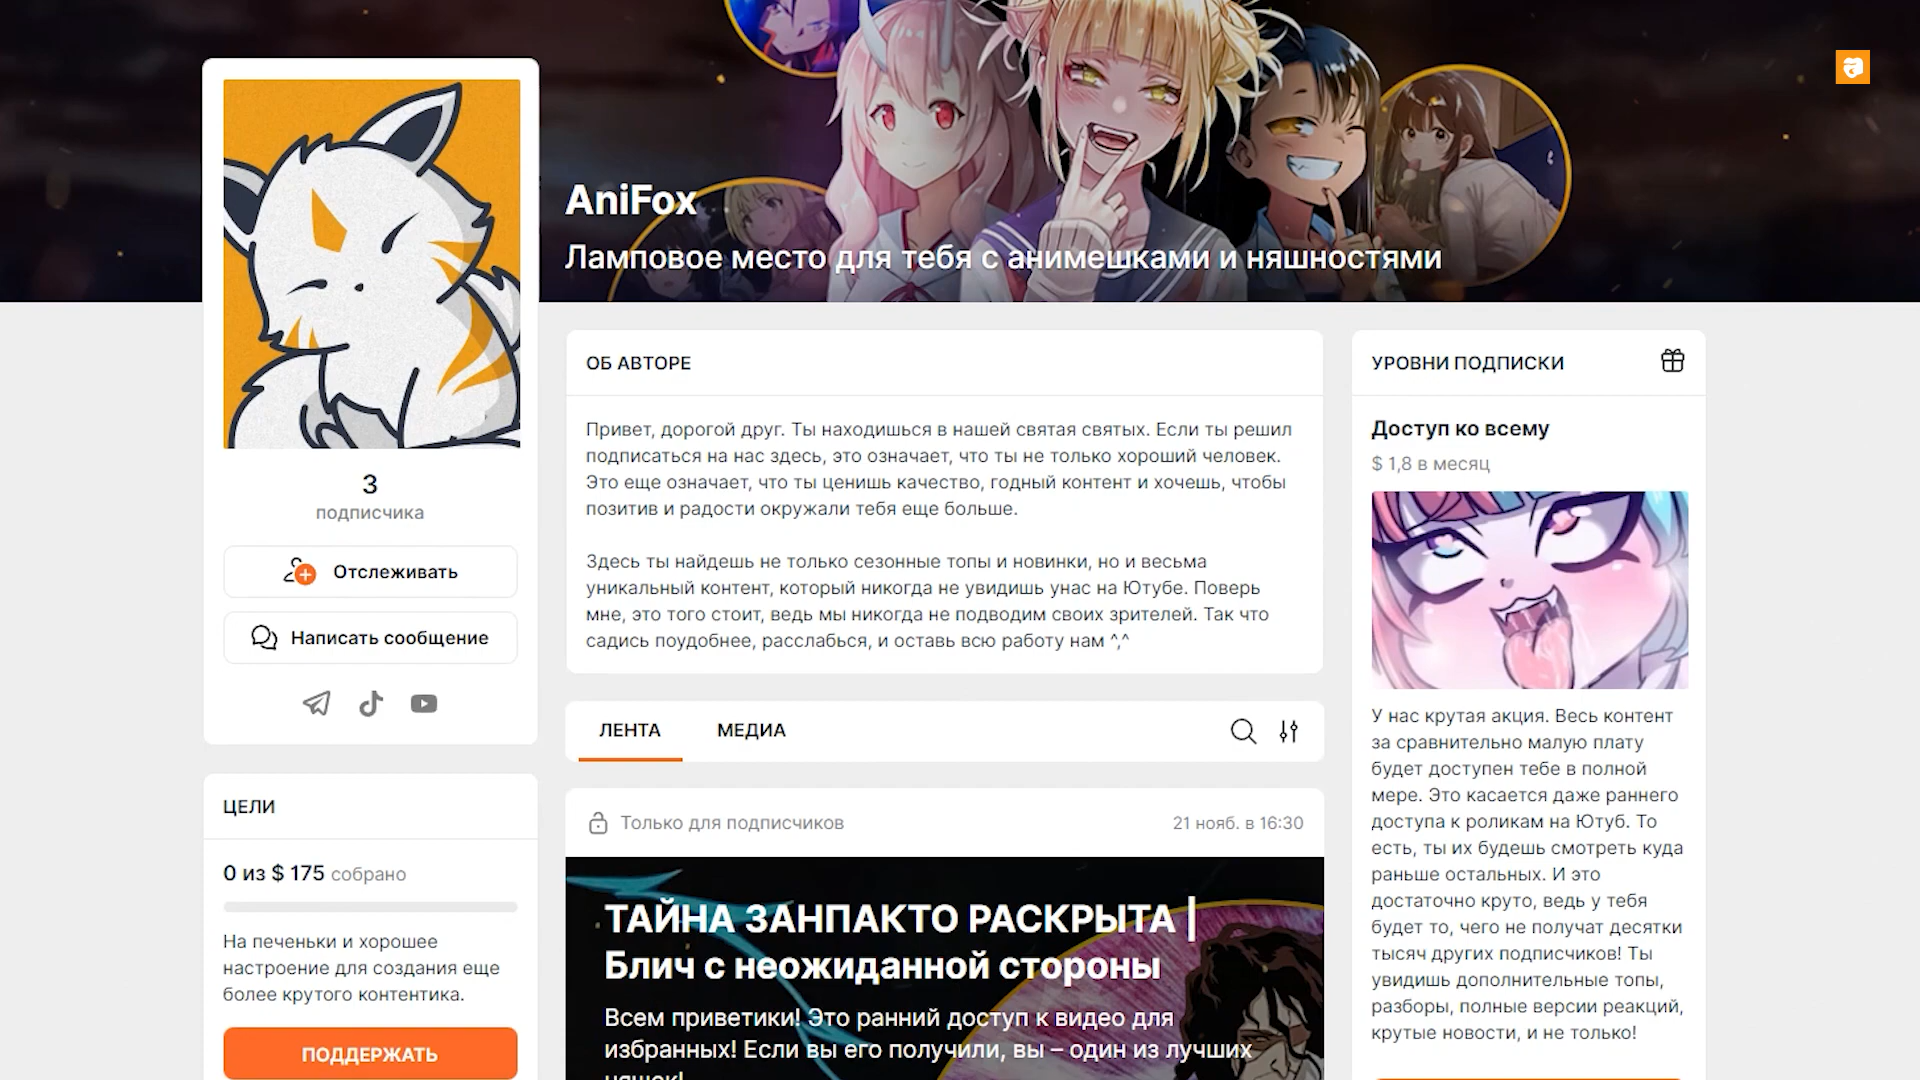 AniFox
Ламповое место для тебя с анимешками и няшностями
3
подписчика
Отслеживать
Написать сообщение
ЦЕЛИ
0 из $ 175 собрано
На печеньки и хорошее
настроение для создания еще
более крутого контентика.
ПОДДЕРЖАТЬ
ОБ АВТОРЕ
Привет, дорогой друг. Ты находишься в нашей святая святых. Если ты решил
подписаться на нас здесь, это означает, что ты не только хороший человек.
Это еще означает, что ты ценишь качество, годный контент и хочешь, чтобы
позитив и радости окружали тебя еще больше.
Здесь ты найдешь не только сезонные топы и новинки, но и весьма
уникальный контент, который никогда не увидишь унас на Ютубе. Поверь
мне, это того стоит, ведь мы никогда не подводим своих зрителей. Так что
садись поудобнее, расслабься, и оставь всю работу нам ^,^
ЛЕНТА МЕДИА
Только для подписчиков 21 нояб. в 16:30
ТАЙНА ЗАНПАКТО РАСКРЫТА |
Блич с неожиданной стороны
Всем приветики! Это ранний доступ к видео для
избранных! Если вы его получили, вы – один из лучших
няшек!
УРОВНИ ПОДПИСКИ
Доступ ко всему
$ 1,8 в месяц
У нас крутая акция. Весь контент
за сравнительно малую плату
будет доступен тебе в полной
мере. Это касается даже раннего
доступа к роликам на Ютуб. То
есть, ты их будешь смотреть куда
раньше остальных. И это
достаточно круто, ведь у тебя
будет то, чего не получат десятки
тысяч других подписчиков! Ты
увидишь дополнительные топы,
разборы, полные версии реакций,
крутые новости, и не только!